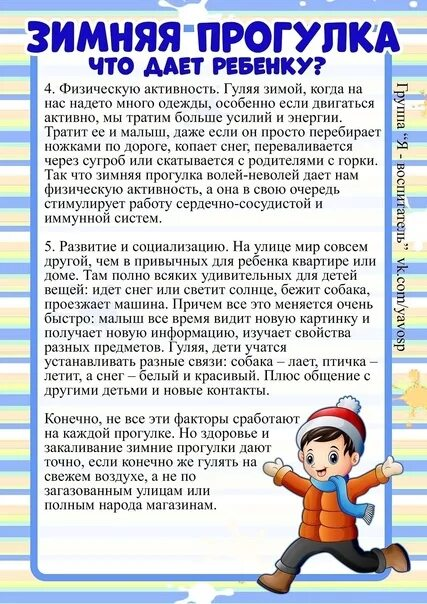 ЗИМНЯЯ ПРОГУЛКА
ЧТО ДАЕТ РЕБЕНКУ?
4. Физическую активность. Гуляя зимой, когда на
нас надето много одежды, особенно если двигаться
активно, мы тратим больше усилий и энергии.
Тратит ее и малыш, даже если он просто перебирает
ножками по дороге, копает снег, переваливается
через сугроб или скатывается с родителями с горки.
Так что зимняя прогулка волей-неволей дает нам
физическую активность, а она в свою очередь
стимулирует работу сердечно-сосудистой и
иммунной систем.
5. Развитие и социализацию. На улице мир совсем
другой, чем в привычных для ребенка квартире или
доме. Там полно всяких удивительных для детей
вещей: идет снег или светит солнце, бежит собака,
проезжает машина. Причем все это меняется очень
быстро: малыш все время видит новую картинку и
получает новую информацию, изучает свойства
разных предметов. Гуляя, дети учатся
устанавливать разные связи: собака – лает, птичка –
летит, а снег – белый и красивый. Плюс общение с
другими детьми и новые контакты.
Конечно, не все эти факторы сработают
на каждой прогулке. Но здоровье и
закаливание зимние прогулки дают
точно, если конечно же гулять на
свежем воздухе, а не по
загазованным улицам или
полным народа магазинам.
Группа "Я - воспитатель" vk.com/yavosp